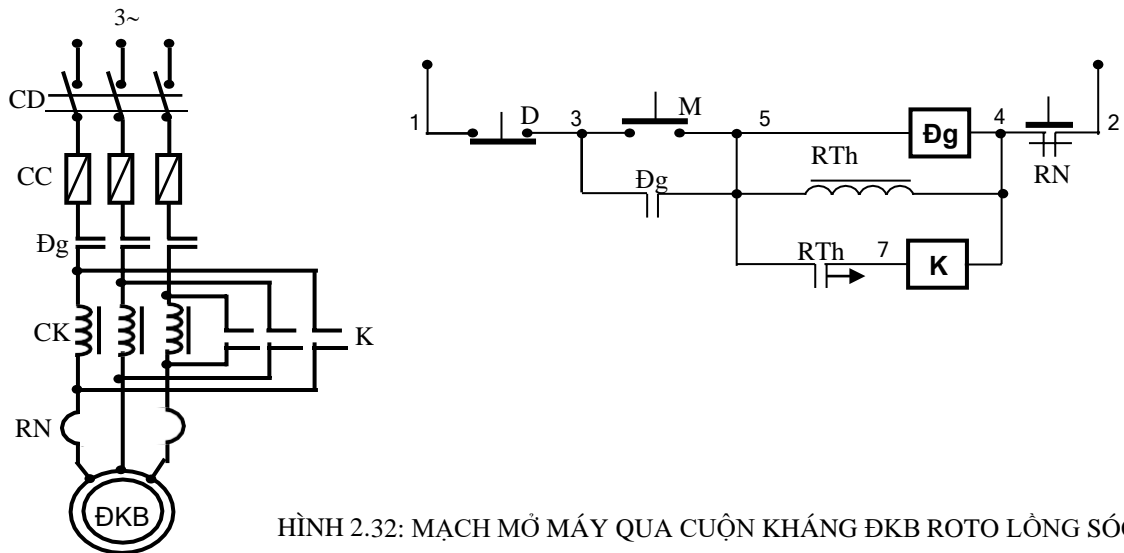 3~
CD
CC
Đg
CK
K
RN
ĐKB
1
D
3
M
5
Đg
4
2
RN
RTh
Đg
RTh
7
K
HÌNH 2.32: MẠCH MỞ MÁY QUA CUỘN KHÁNG ĐKB ROTO LỒNG SÓC